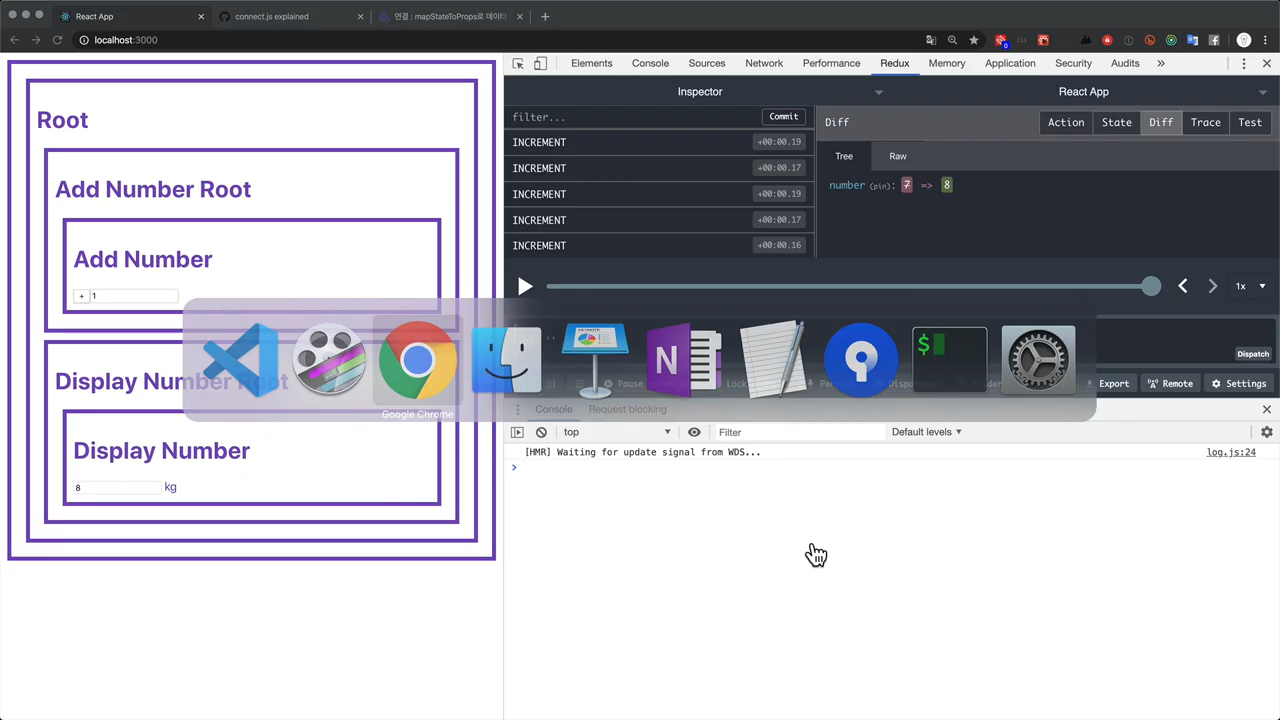 React App
connect.js explained
연결 : mapStateToProps로 데이터
localhost:3000
Root
Add Number Root
Add Number
+ 1
Display Number Root
Display Number
8 kg
Elements Console Sources Network Performance Redux Memory Application Security Audits
Inspector
React App
filter...
Commit
INCREMENT +00:00.19
INCREMENT +00:00.17
INCREMENT +00:00.19
INCREMENT +00:00.17
INCREMENT +00:00.16
Diff
Action State Diff Trace Test
Tree Raw
number (pin): 7 => 8
1x
Dispatch
Pause
Export Remote Settings
Google Chrome
Console Request blocking
top
Filter
Default levels
[HMR] Waiting for update signal from WDS...
log.js:24